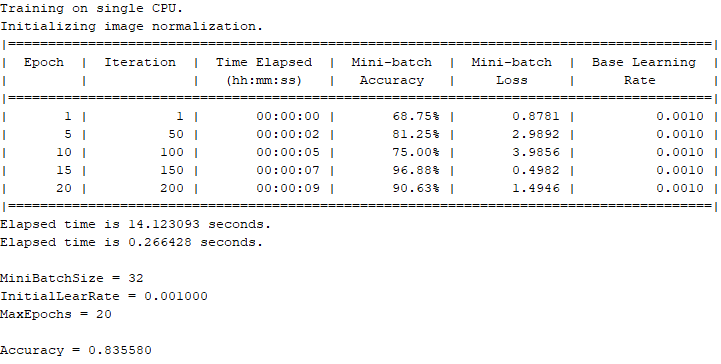 Training on single CPU.
Initializing image normalization.
|========================================================================================|
|  Epoch  |  Iteration  |  Time Elapsed  |  Mini-batch  |  Mini-batch  |  Base Learning  |
|         |             |   (hh:mm:ss)   |   Accuracy   |     Loss     |      Rate       |
|========================================================================================|
|       1 |           1 |       00:00:00 |       68.75% |       0.8781 |          0.0010 |
|       5 |          50 |       00:00:02 |       81.25% |       2.9892 |          0.0010 |
|      10 |         100 |       00:00:05 |       75.00% |       3.9856 |          0.0010 |
|      15 |         150 |       00:00:07 |       96.88% |       0.4982 |          0.0010 |
|      20 |         200 |       00:00:09 |       90.63% |       1.4946 |          0.0010 |
|========================================================================================|
Elapsed time is 14.123093 seconds.
Elapsed time is 0.266428 seconds.
MiniBatchSize = 32
InitialLearRate = 0.001000
MaxEpochs = 20
Accuracy = 0.835580